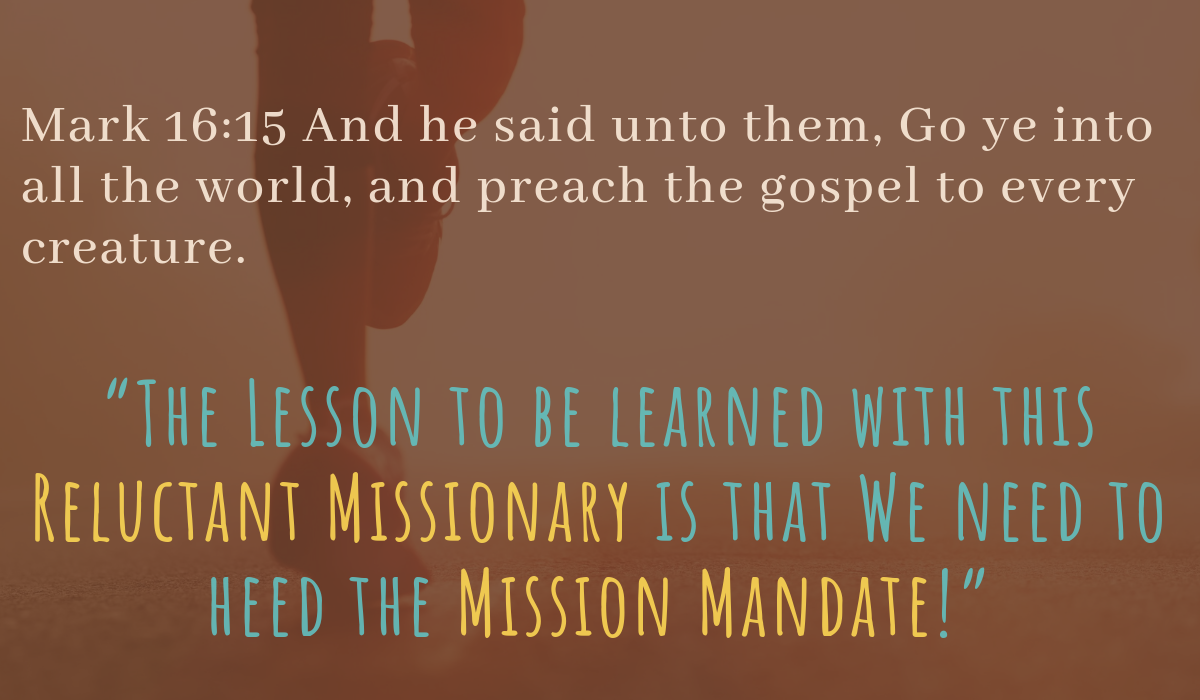 Mark 16:15 And he said unto them, Go ye into
all the world, and preach the gospel to every
creature.
“The Lesson to be learned with this
Reluctant Missionary is that We need to
heed the Mission Mandate!”